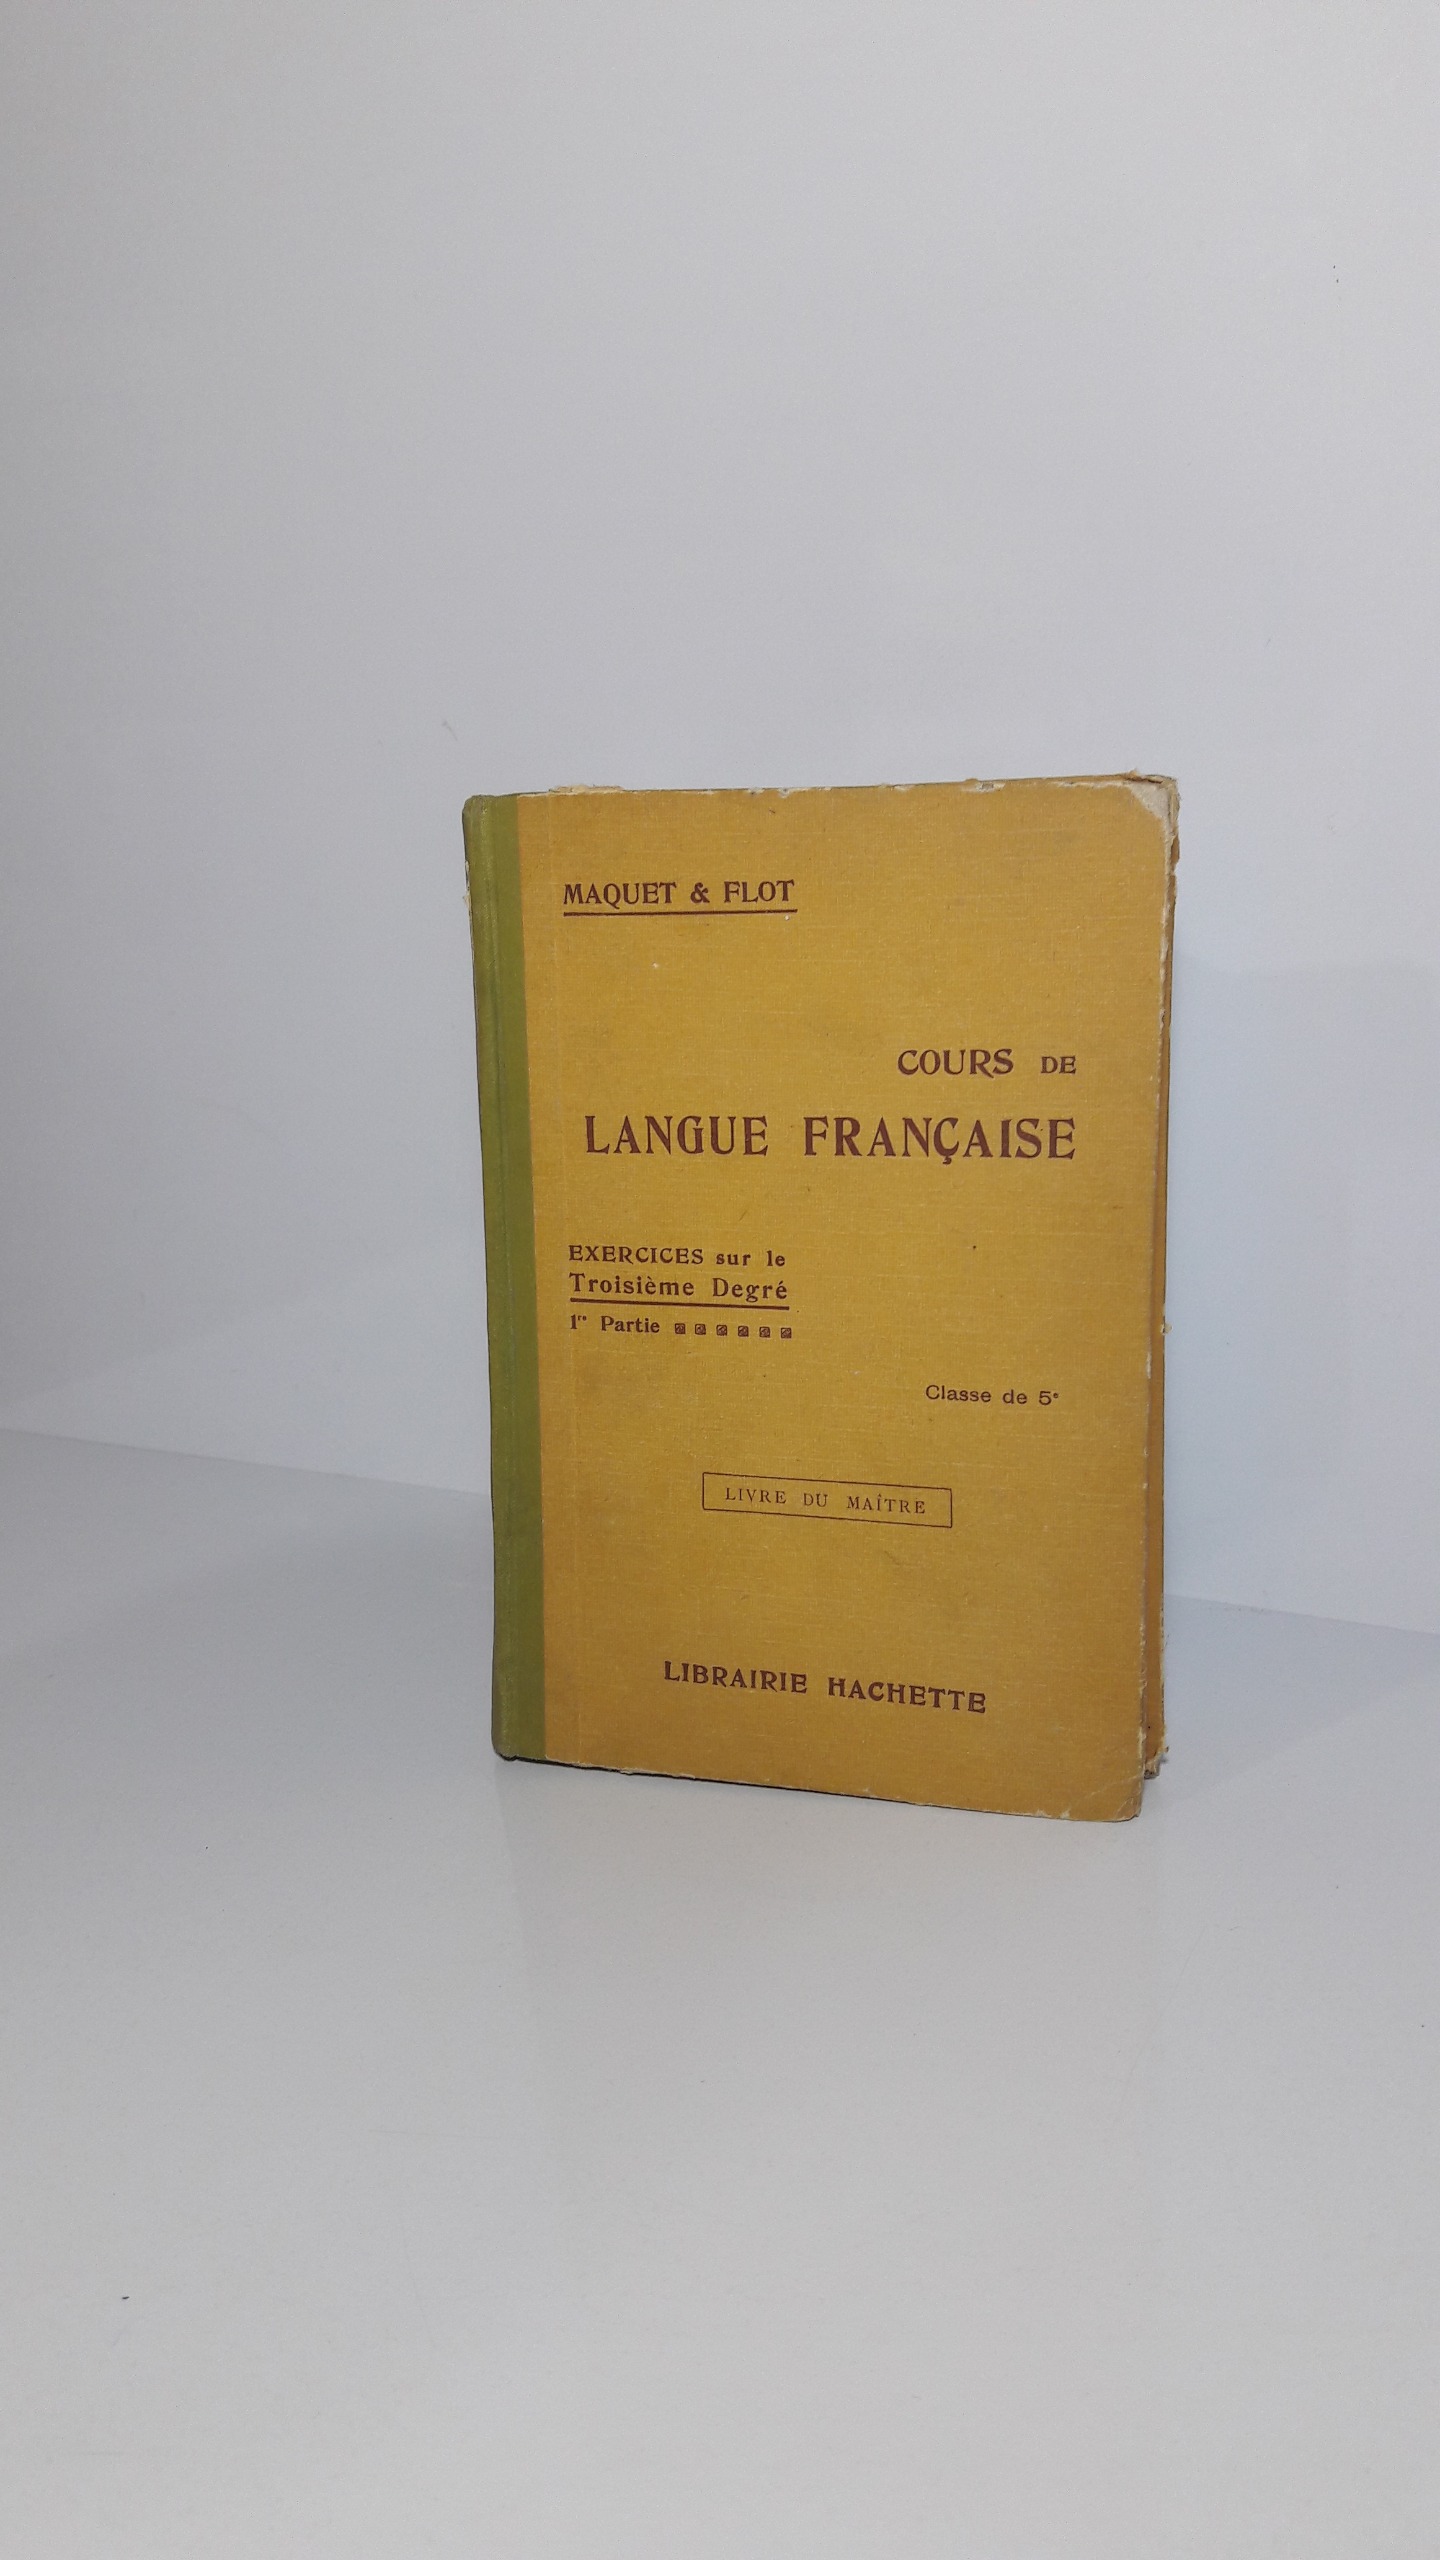 MAQUET & FLOT
COURS DE
LANGUE FRANÇAISE
EXERCICES sur le
Troisième Degré
1re Partie
Classe de 5e
LIVRE DU MAÎTRE
LIBRAIRIE HACHETTE